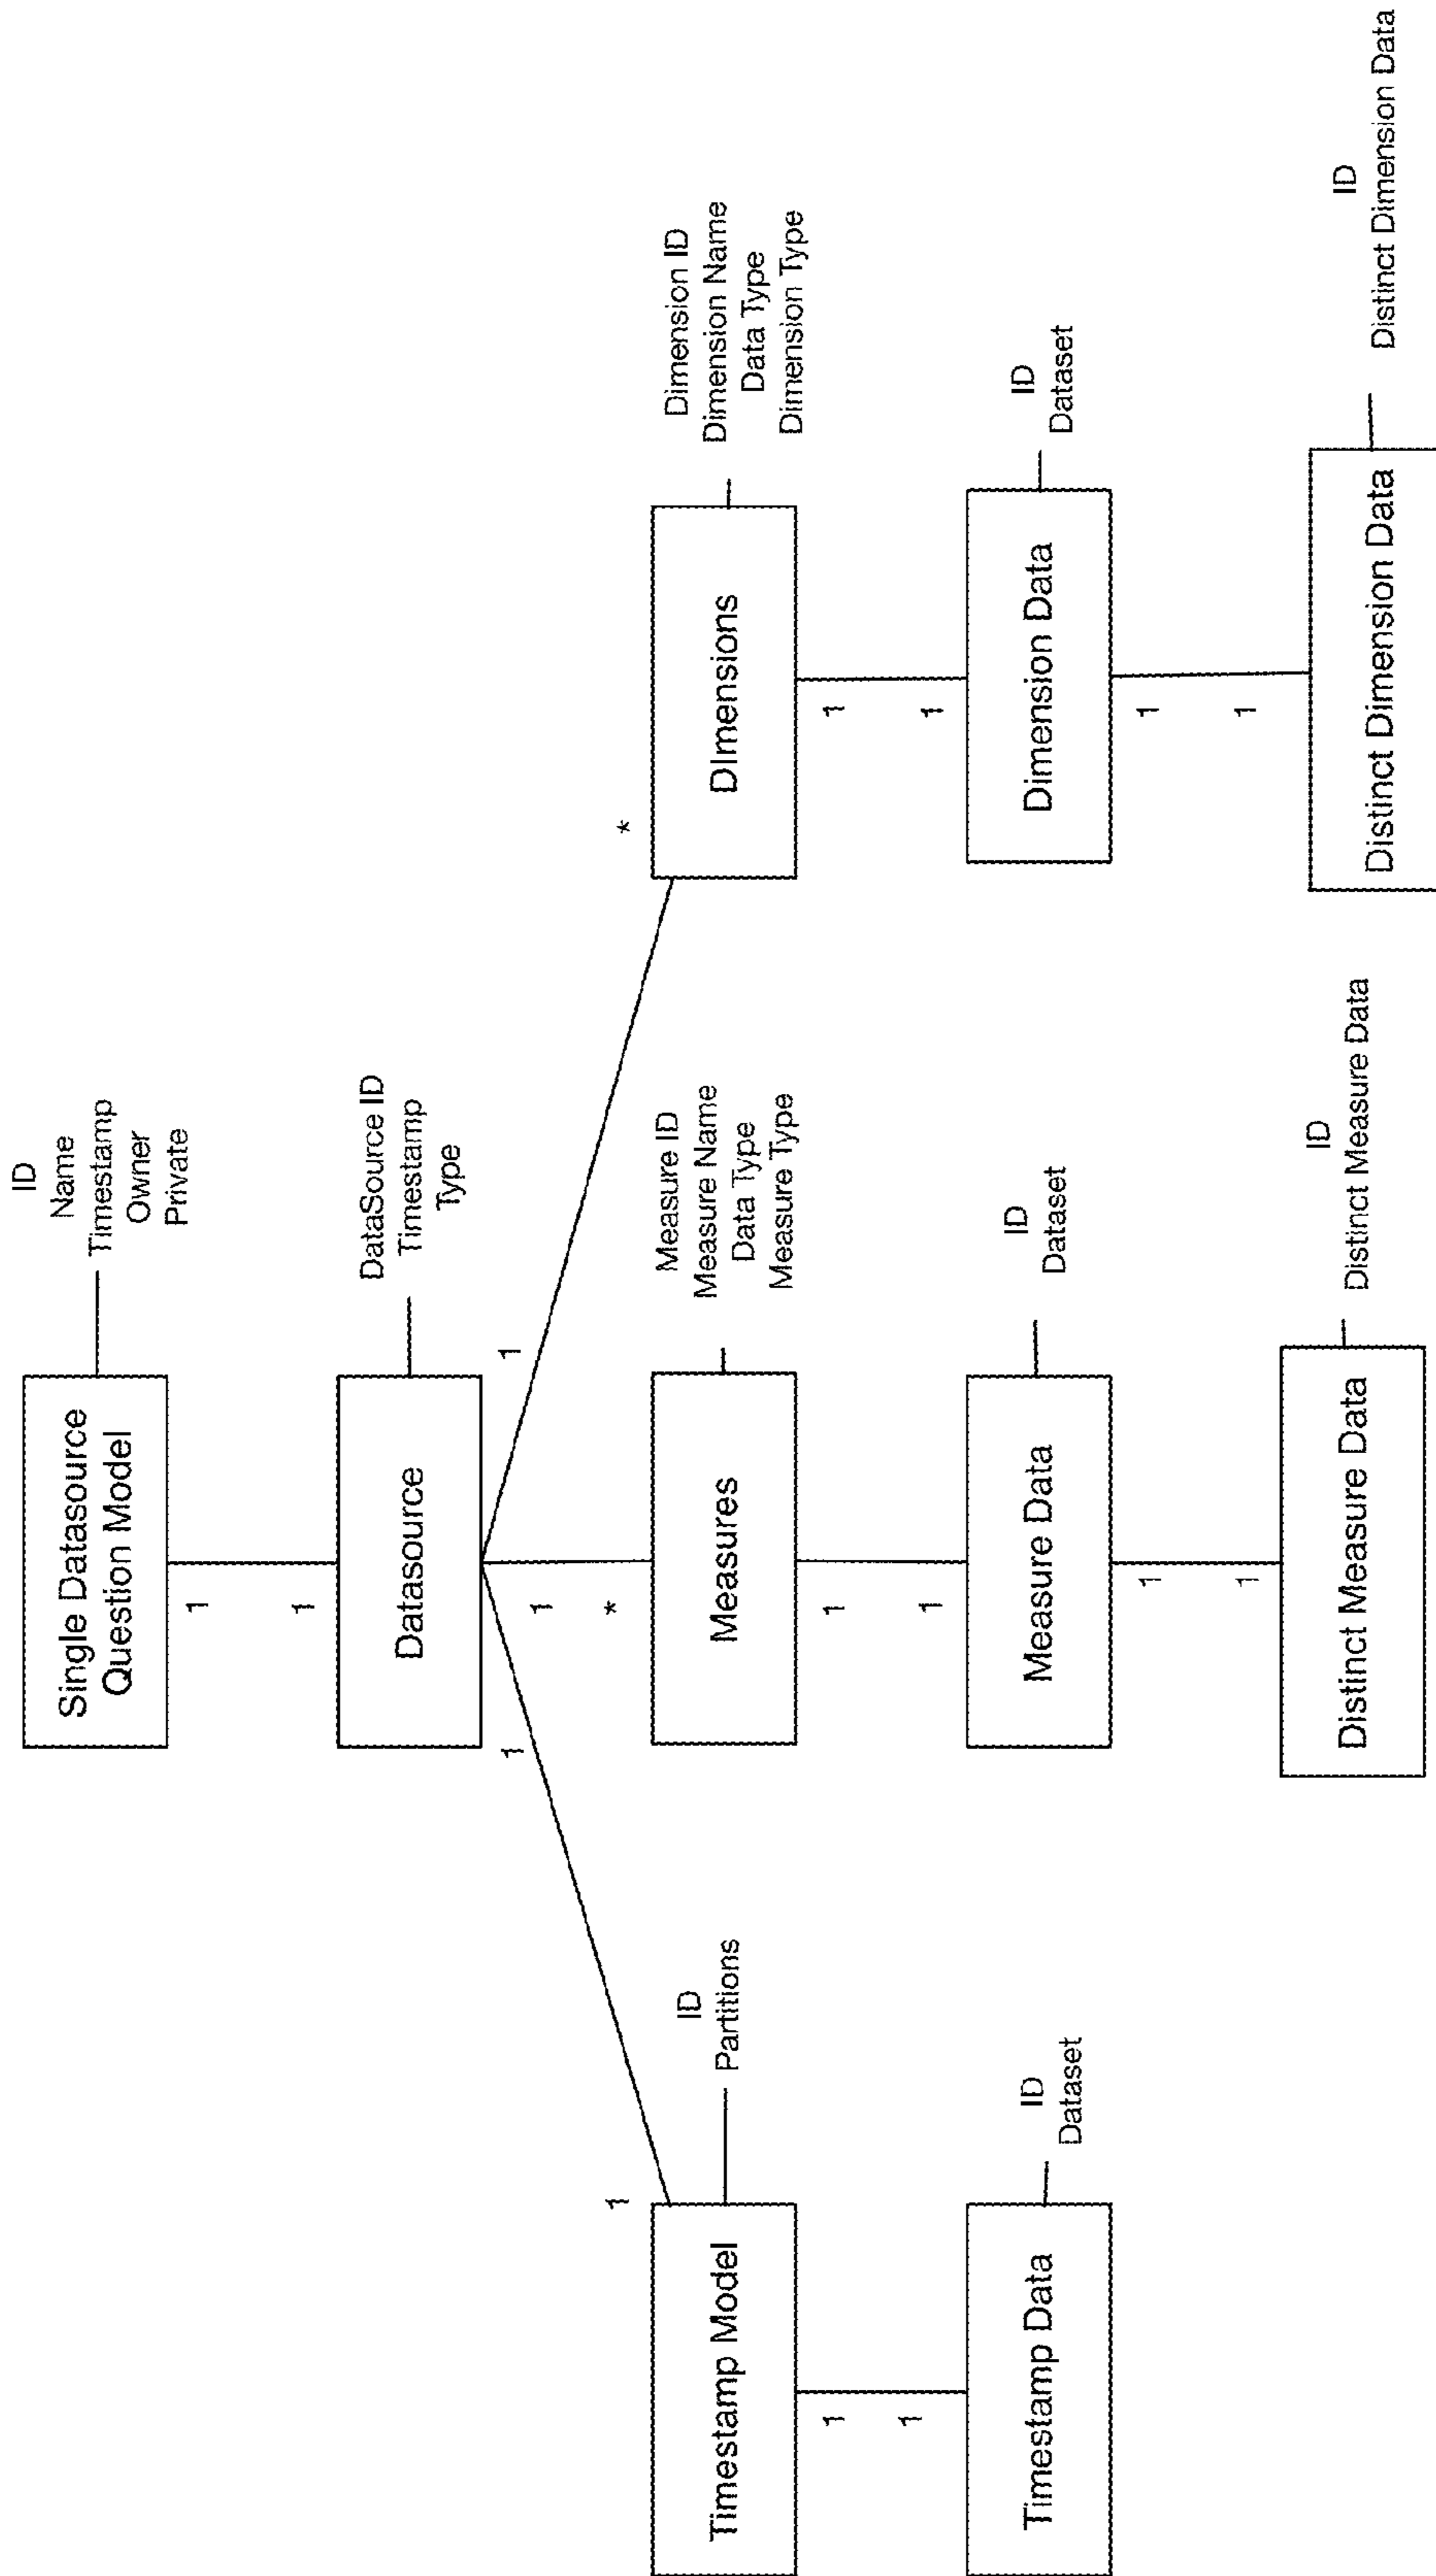 ID
Name
Timestamp
Owner
Private
Single Datasource
Question Model
1
1
DataSource ID
Timestamp
Type
Datasource
1
1
1
1
*
*
ID
Partitions
Timestamp Model
Measure ID
Measure Name
Data Type
Measure Type
Measures
Dimension ID
Dimension Name
Data Type
Dimension Type
DImensions
1
1
1
1
1
1
ID
Dataset
Timestamp Data
ID
Dataset
Measure Data
ID
Dataset
Dimension Data
1
1
1
1
ID
Distinct Measure Data
Distinct Measure Data
ID
Distinct Dimension Data
Distinct Dimension Data